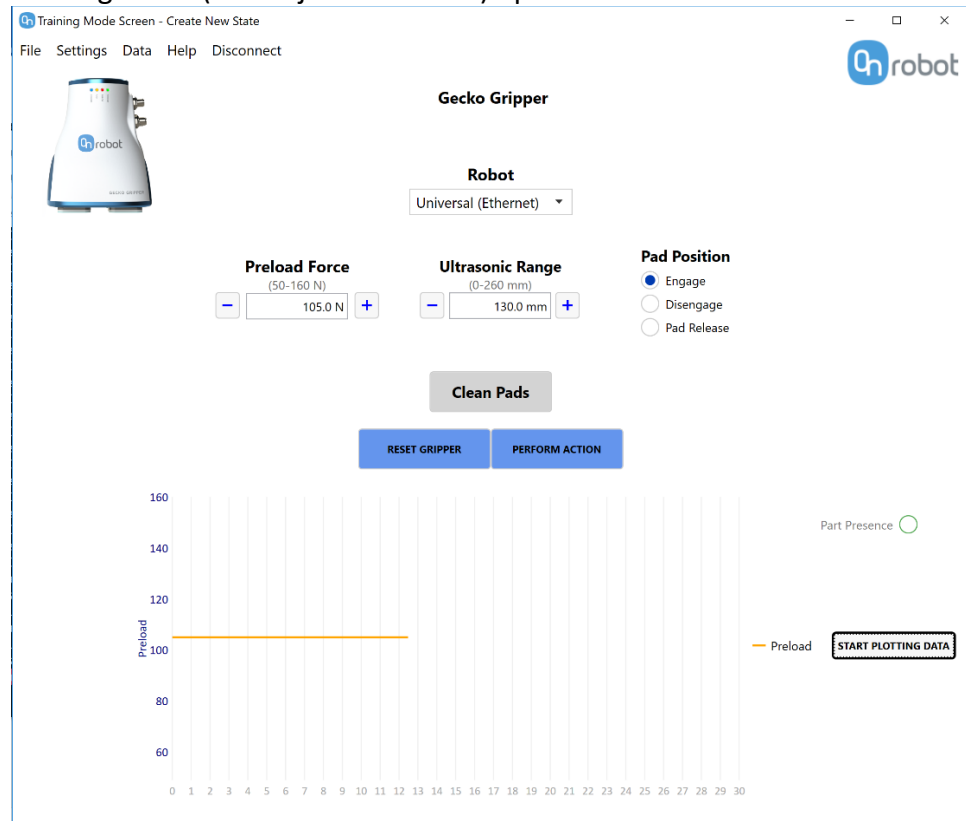 Training Mode Screen - Create New State
File Settings Data Help Disconnect
On robot
Gecko Gripper
On robot
GECKO GRIPPER
Robot
Universal (Ethernet)
Preload Force
(50-160 N)
− 105.0 N +
Ultrasonic Range
(0-260 mm)
− 130.0 mm +
Pad Position
Engage
Disengage
Pad Release
Clean Pads
RESET GRIPPER PERFORM ACTION
160
140
120
100
80
60
Preload
0 1 2 3 4 5 6 7 8 9 10 11 12 13 14 15 16 17 18 19 20 21 22 23 24 25 26 27 28 29 30
Part Presence
Preload
START PLOTTING DATA